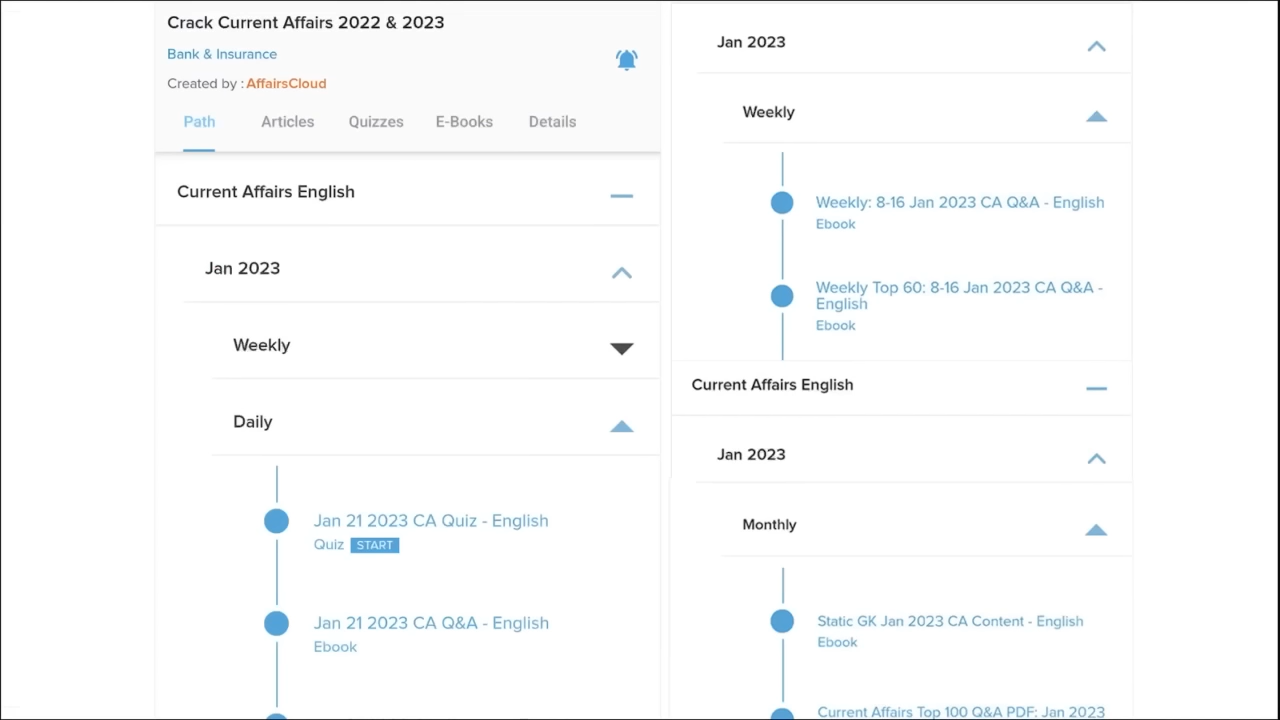 Crack Current Affairs 2022 & 2023
Bank & Insurance
Created by : AffairsCloud
Path Articles Quizzes E-Books Details
Current Affairs English
Jan 2023
Weekly
Daily
Jan 21 2023 CA Quiz - English
Quiz START
Jan 21 2023 CA Q&A - English
Ebook
Jan 2023
Weekly
Weekly: 8-16 Jan 2023 CA Q&A - English
Ebook
Weekly Top 60: 8-16 Jan 2023 CA Q&A -
English
Ebook
Current Affairs English
Jan 2023
Monthly
Static GK Jan 2023 CA Content - English
Ebook
Current Affairs Top 100 Q&A PDF: Jan 2023